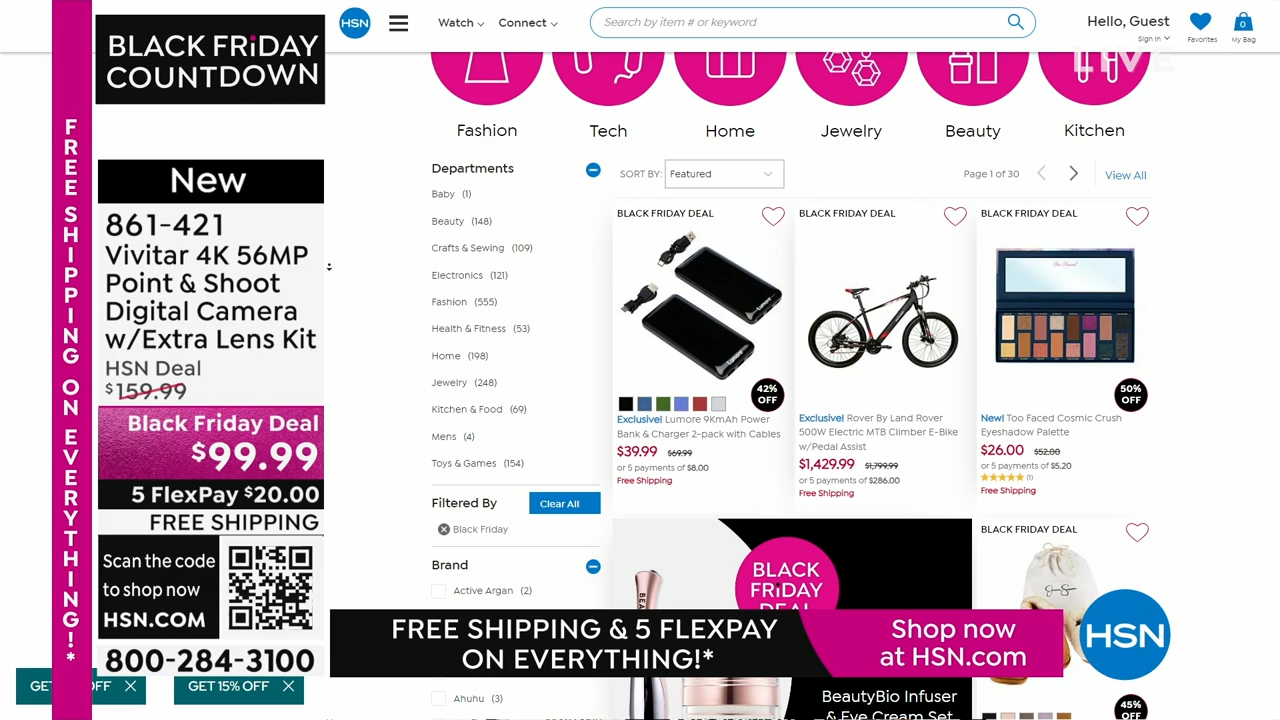 FREE SHIPPING ON EVERYTHING!*
BLACK FRiDAY
COUNTDOWN
New
861-421
Vivitar 4K 56MP
Point & Shoot
Digital Camera
w/Extra Lens Kit
HSN Deal
$159.99
Black Friday Deal
$99.99
5 FlexPay $20.00
FREE SHIPPING
Scan the code
to shop now
HSN.COM
800-284-3100
GET
OFF
GET 15% OFF
HSN
Watch
Connect
Search by item # or keyword
Hello, Guest
Sign in
Favorites
0
My Bag
LIVE
Fashion
Tech
Home
Jewelry
Beauty
Kitchen
Departments
Baby (1)
Beauty (148)
Crafts & Sewing (109)
Electronics (121)
Fashion (555)
Health & Fitness (53)
Home (198)
Jewelry (248)
Kitchen & Food (69)
Mens (4)
Toys & Games (154)
Filtered By
Clear All
Black Friday
Brand
Active Argan (2)
Ahuhu (3)
SORT BY:
Featured
Page 1 of 30
View All
BLACK FRIDAY DEAL
42%
OFF
Exclusive! Lumore 9KmAh Power
Bank & Charger 2-pack with Cables
$39.99 $69.99
or 5 payments of $8.00
Free Shipping
BLACK FRIDAY DEAL
Exclusive! Rover By Land Rover
500W Electric MTB Climber E-Bike
w/Pedal Assist
$1,429.99 $1,799.99
or 5 payments of $286.00
Free Shipping
BLACK FRIDAY DEAL
50%
OFF
New! Too Faced Cosmic Crush
Eyeshadow Palette
$26.00 $52.00
or 5 payments of $5.20
(1)
Free Shipping
BLACK
FRiDAY
DEAL
BeautyBio Infuser
& Eye Cream Set
BLACK FRIDAY DEAL
45%
OFF
FREE SHIPPING & 5 FLEXPAY
ON EVERYTHING!*
Shop now
at HSN.com
HSN